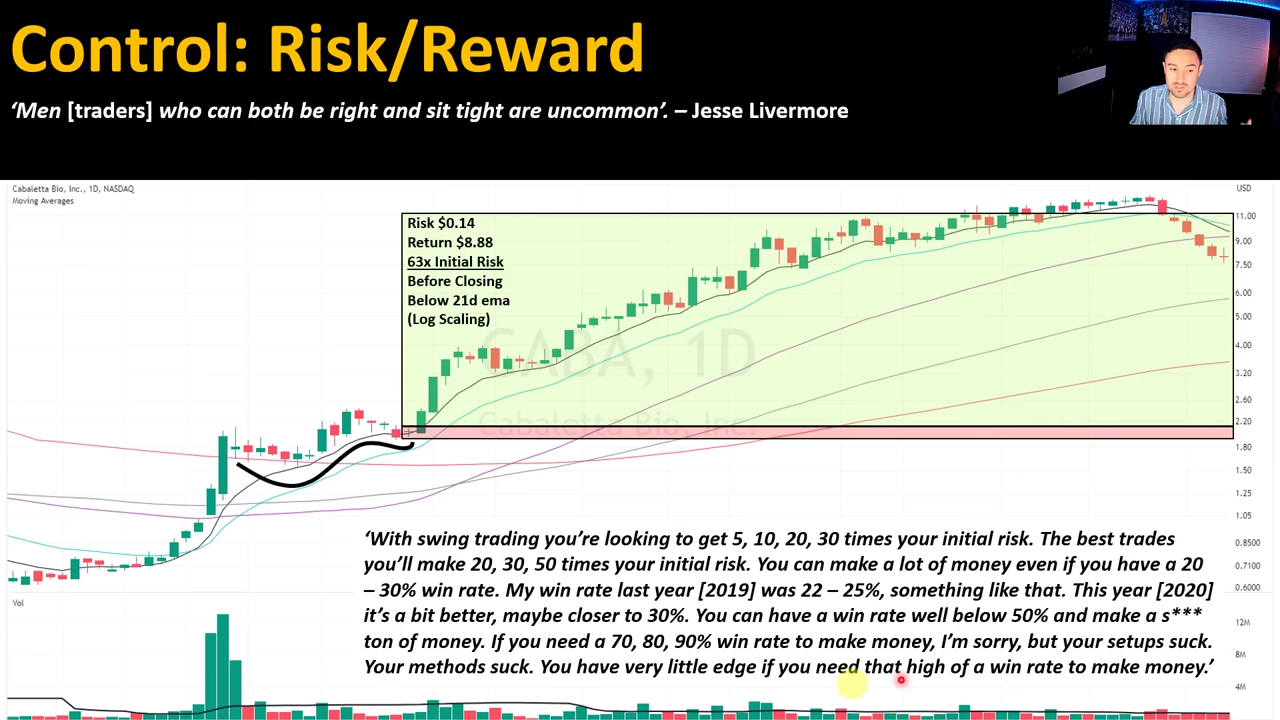 Control: Risk/Reward
‘Men [traders] who can both be right and sit tight are uncommon’. – Jesse Livermore
Cabaletta Bio, Inc., 1D, NASDAQ
Moving Averages
USD
Risk $0.14
Return $8.88
63x Initial Risk
Before Closing
Below 21d ema
(Log Scaling)
CABA, 1D
Cabaletta Bio, Inc.
11.00
9.00
7.50
6.00
5.00
4.00
3.20
2.60
2.20
1.80
1.50
1.25
1.05
0.8500
0.7100
0.6000
‘With swing trading you’re looking to get 5, 10, 20, 30 times your initial risk. The best trades
you’ll make 20, 30, 50 times your initial risk. You can make a lot of money even if you have a 20
– 30% win rate. My win rate last year [2019] was 22 – 25%, something like that. This year [2020]
it’s a bit better, maybe closer to 30%. You can have a win rate well below 50% and make a s***
ton of money. If you need a 70, 80, 90% win rate to make money, I’m sorry, but your setups suck.
Your methods suck. You have very little edge if you need that high of a win rate to make money.’
Vol
12M
8M
4M